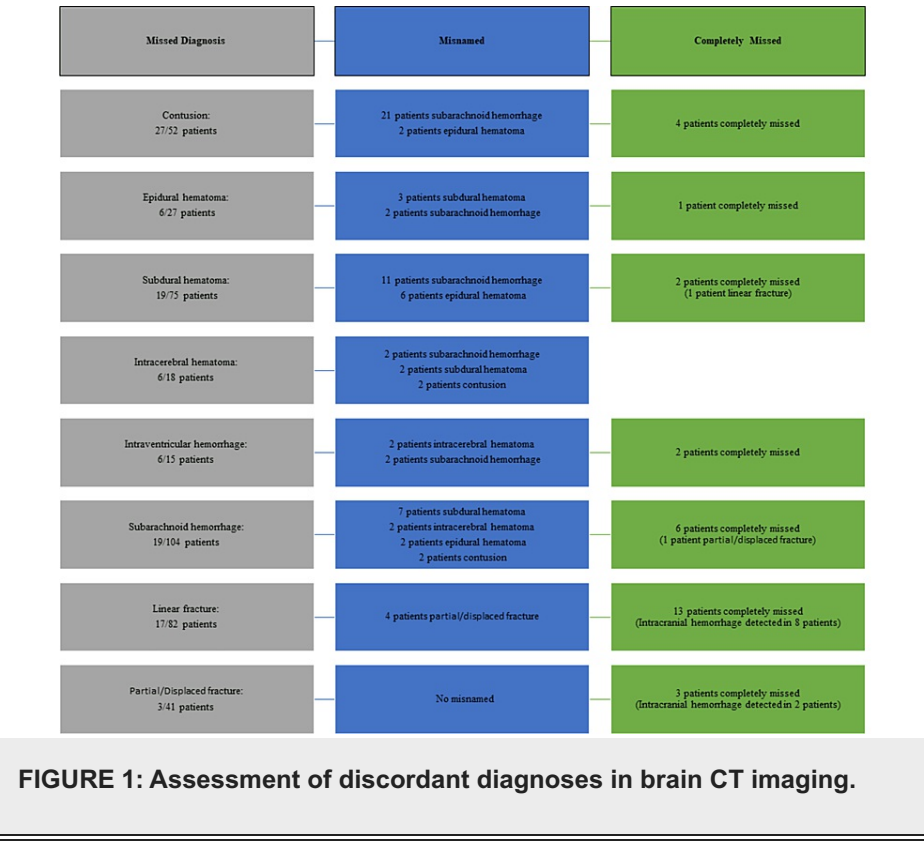 Missed Diagnosis
Misnamed
Completely Missed
Contusion:
27/52 patients
21 patients subarachnoid hemorrhage
2 patients epidural hematoma
4 patients completely missed
Epidural hematoma:
6/27 patients
3 patients subdural hematoma
2 patients subarachnoid hemorrhage
1 patient completely missed
Subdural hematoma:
19/75 patients
11 patients subarachnoid hemorrhage
6 patients epidural hematoma
2 patients completely missed
(1 patient linear fracture)
Intracerebral hematoma:
6/18 patients
2 patients subarachnoid hemorrhage
2 patients subdural hematoma
2 patients contusion
Intraventricular hemorrhage:
6/15 patients
2 patients intracerebral hematoma
2 patients subarachnoid hemorrhage
2 patients completely missed
Subarachnoid hemorrhage:
19/104 patients
7 patients subdural hematoma
2 patients intracerebral hematoma
2 patients epidural hematoma
2 patients contusion
6 patients completely missed
(1 patient partial/displaced fracture)
Linear fracture:
17/82 patients
4 patients partial/displaced fracture
13 patients completely missed
(Intracranial hemorrhage detected in 8 patients)
Partial/Displaced fracture:
3/41 patients
No misnamed
3 patients completely missed
(Intracranial hemorrhage detected in 2 patients)
FIGURE 1: Assessment of discordant diagnoses in brain CT imaging.